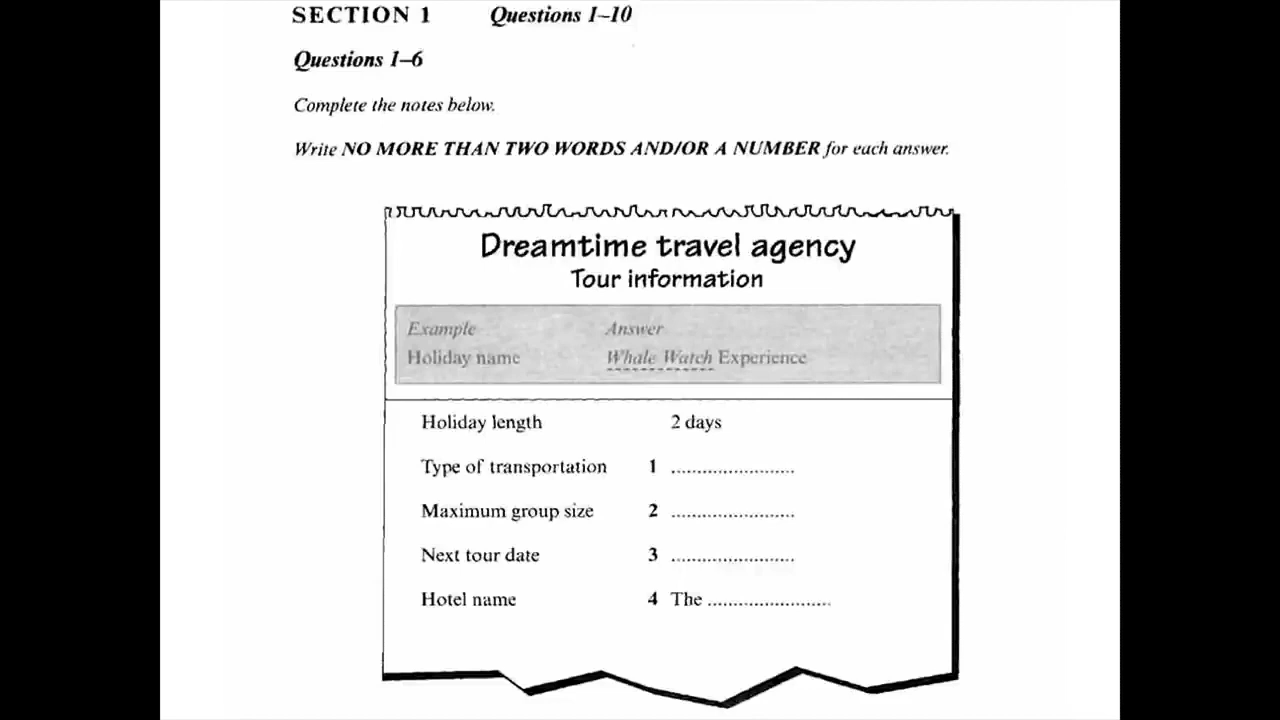 SECTION 1 Questions 1–10
Questions 1–6
Complete the notes below.
Write NO MORE THAN TWO WORDS AND/OR A NUMBER for each answer.
Dreamtime travel agency
Tour information
Example Answer
Holiday name Whale Watch Experience
Holiday length 2 days
Type of transportation 1 ........................
Maximum group size 2 ........................
Next tour date 3 ........................
Hotel name 4 The ........................